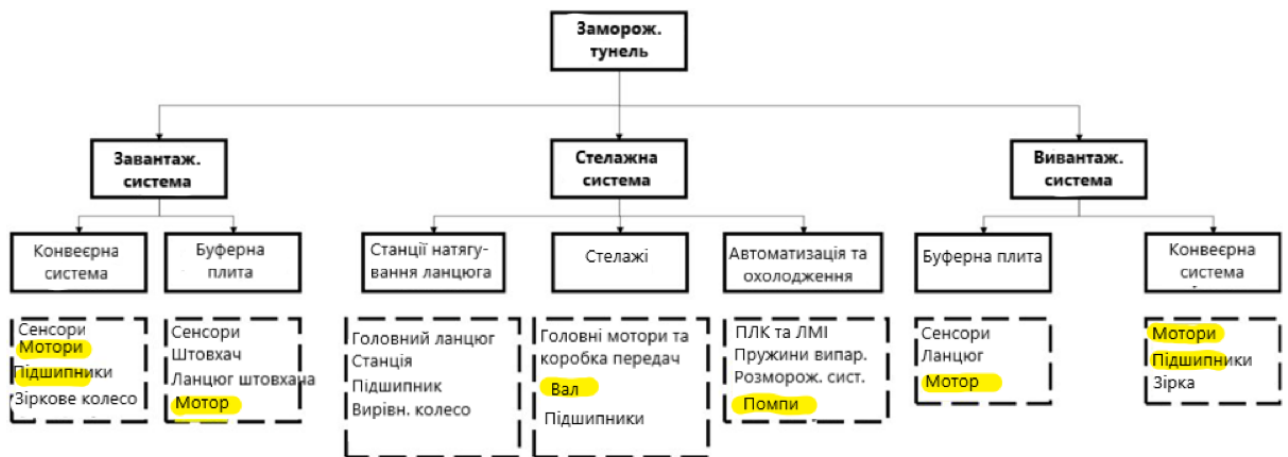 Заморож.
тунель
Завантаж.
система
Стелажна
система
Вивантаж.
система
Конвеєрна
система
Буферна
плита
Станції натягу-
вання ланцюга
Стелажі
Автоматизація та
охолодження
Буферна плита
Конвеєрна
система
Сенсори
Мотори
Підшипники
Зіркове колесо
Сенсори
Штовхач
Ланцюг штовхача
Мотор
Головний ланцюг
Станція
Підшипник
Вирівн. колесо
Головні мотори та
коробка передач
Вал
Підшипники
ПЛК та ЛМІ
Пружини випар.
Розморож. сист.
Помпи
Сенсори
Ланцюг
Мотор
Мотори
Підшипники
Зірка